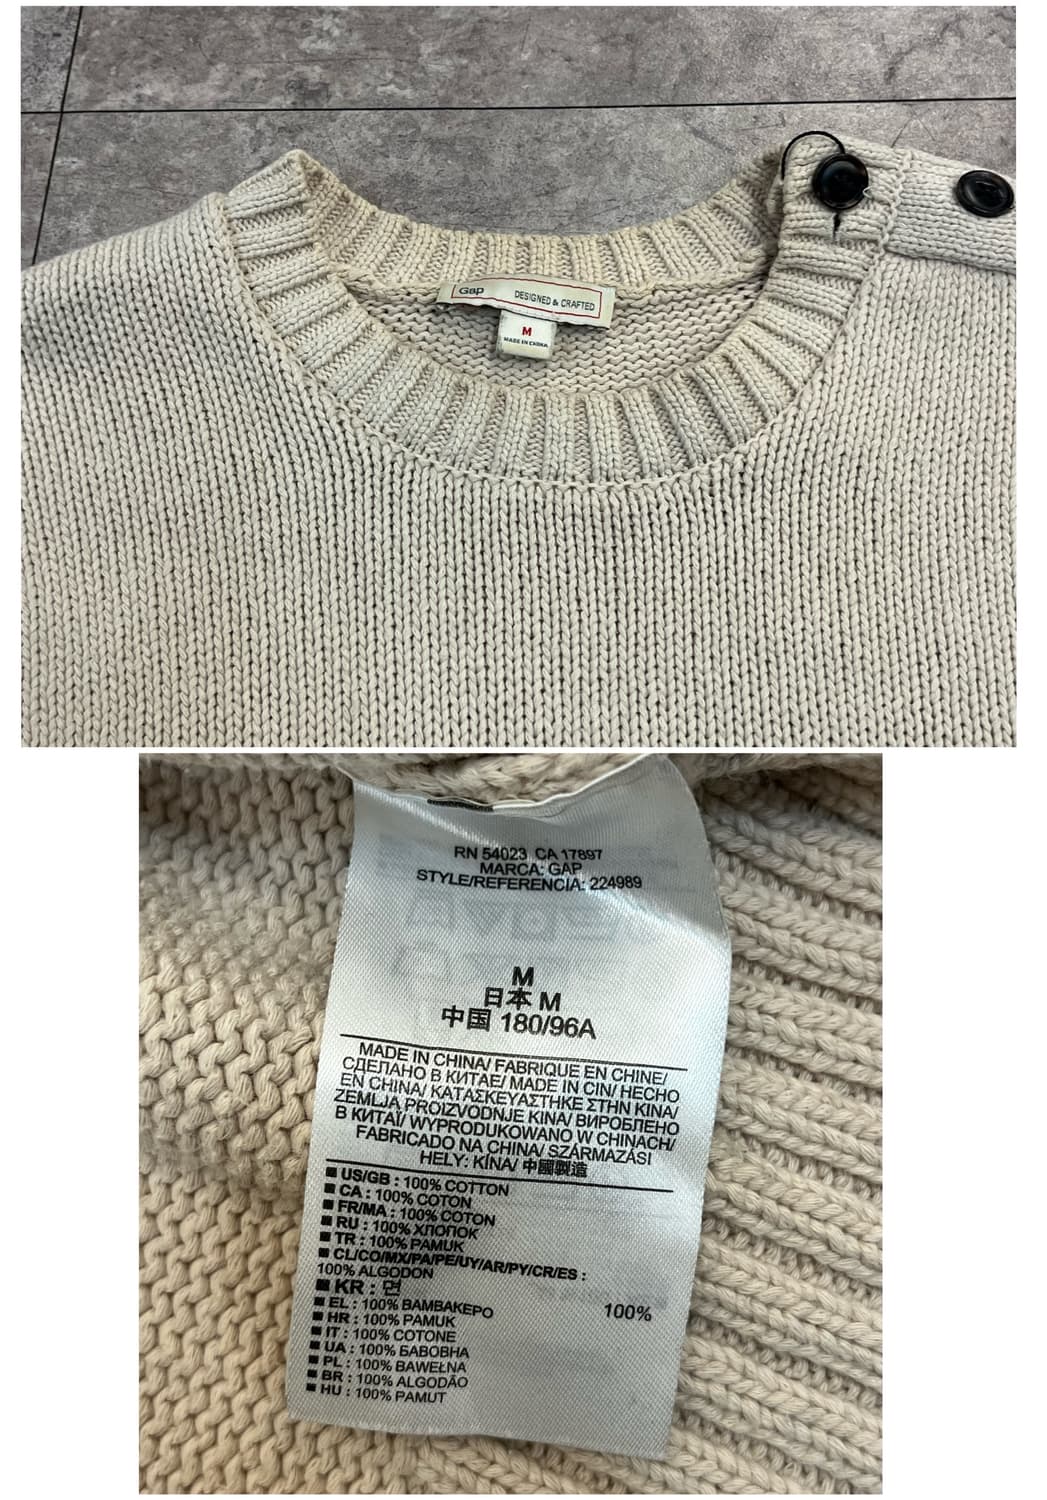 Gap DESIGNED & CRAFTED
M
MADE IN CHINA
RN 54023 CA 17897
MARCA: GAP
STYLE/REFERENCIA: 224989
M
日本 M
中国 180/96A
MADE IN CHINA/ FABRIQUE EN CHINE/
СДЕЛАНО В КИТАЕ/ MADE IN CIN/ HECHO
EN CHINA/ ΚΑΤΑΣΚΕΥΑΣΤΗΚΕ ΣΤΗΝ ΚΙΝΑ/
ZEMLJA PROIZVODNJE KINA/ ВИРОБЛЕНО
В КИТАЇ/ WYPRODUKOWANO W CHINACH/
FABRICADO NA CHINA/ SZÁRMAZÁSI
HELY: KÍNA/ 中國製造
■ US/GB : 100% COTTON
■ CA : 100% COTON
■ FR/MA : 100% COTON
■ RU : 100% ХЛОПОК
■ TR : 100% PAMUK
■ CL/CO/MX/PA/PE/UY/AR/PY/CR/ES :
100% ALGODON
■ KR : 면 100%
■ EL : 100% ΒΑΜΒΑΚΕΡΟ
■ HR : 100% PAMUK
■ IT : 100% COTONE
■ UA : 100% БАВОВНА
■ PL : 100% BAWEŁNA
■ BR : 100% ALGODÃO
■ HU : 100% PAMUT